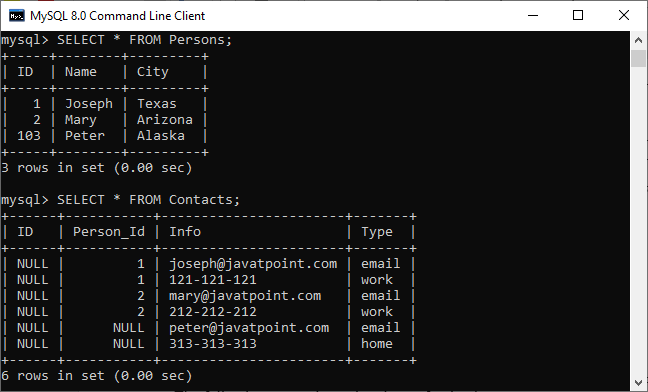 MySQL 8.0 Command Line Client
mysql> SELECT * FROM Persons;
+-----+--------+---------+
| ID  | Name   | City    |
+-----+--------+---------+
|   1 | Joseph | Texas   |
|   2 | Mary   | Arizona |
| 103 | Peter  | Alaska  |
+-----+--------+---------+
3 rows in set (0.00 sec)
mysql> SELECT * FROM Contacts;
+------+-----------+-----------------------+-------+
| ID   | Person_Id | Info                  | Type  |
+------+-----------+-----------------------+-------+
| NULL |         1 | joseph@javatpoint.com | email |
| NULL |         1 | 121-121-121           | work  |
| NULL |         2 | mary@javatpoint.com   | email |
| NULL |         2 | 212-212-212           | work  |
| NULL |      NULL | peter@javatpoint.com  | email |
| NULL |      NULL | 313-313-313           | home  |
+------+-----------+-----------------------+-------+
6 rows in set (0.00 sec)